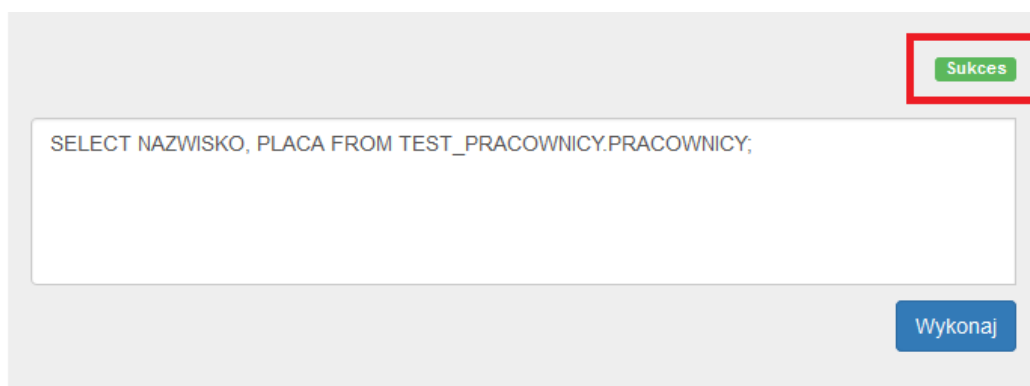 Sukces
SELECT NAZWISKO, PLACA FROM TEST_PRACOWNICY.PRACOWNICY;
Wykonaj